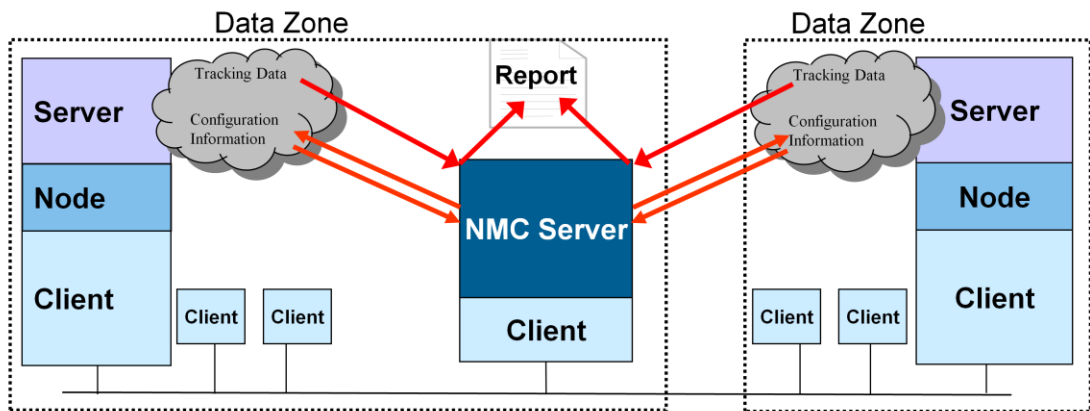 Data Zone
Data Zone
Server
Tracking Data
Configuration
Information
Node
Client
Client
Client
Report
NMC Server
Client
Tracking Data
Configuration
Information
Server
Node
Client
Client
Client